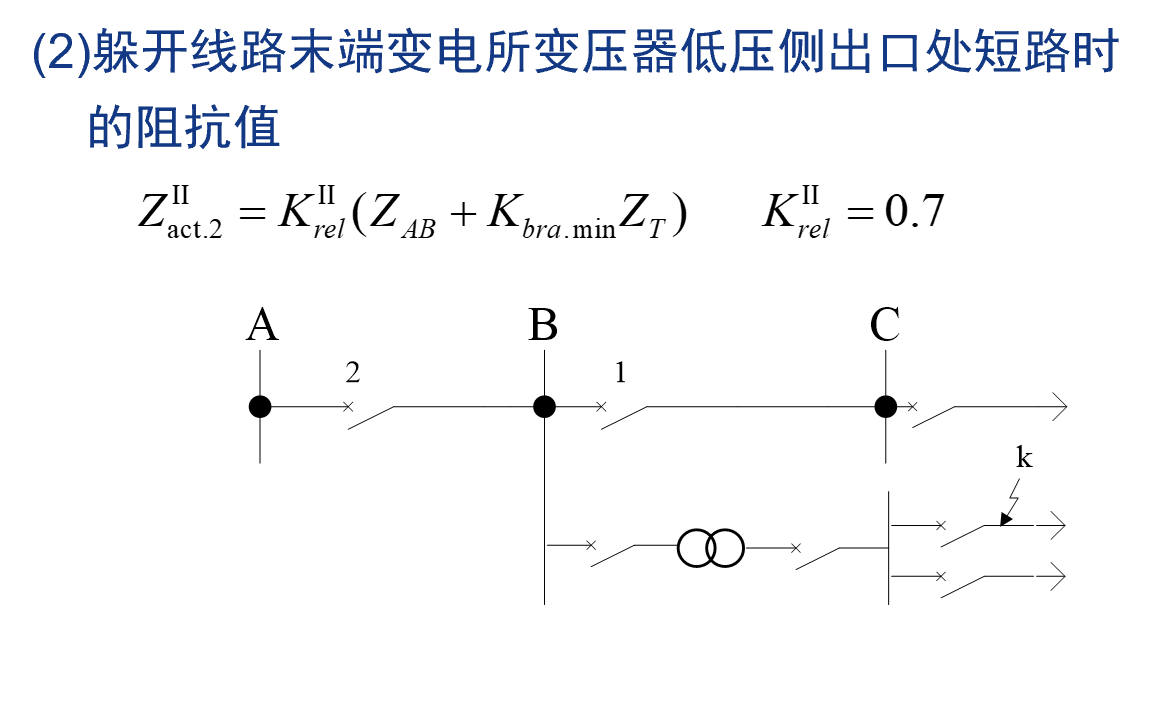 (2)躲开线路末端变电所变压器低压侧出口处短路时
的阻抗值
$Z_{\text{act.2}}^{\text{II}} = K_{rel}^{\text{II}}(Z_{AB} + K_{bra.\text{min}}Z_T)$ $K_{rel}^{\text{II}} = 0.7$
A B C
2 1
k